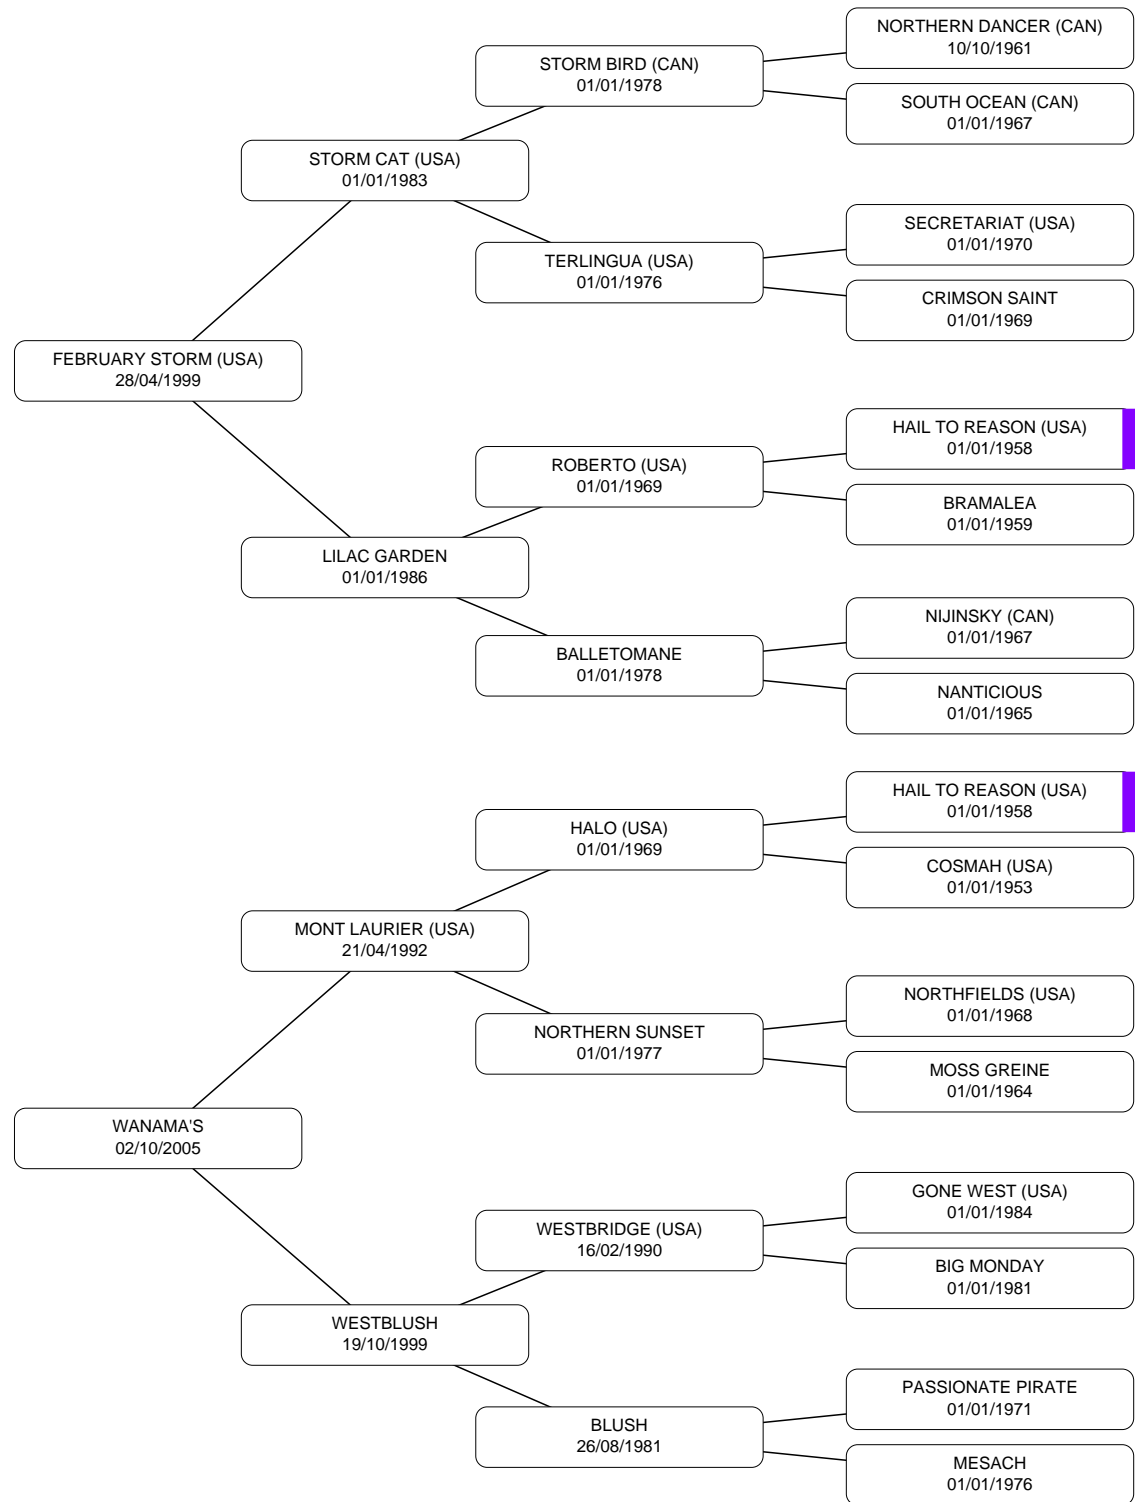 NORTHERN DANCER (CAN)
10/10/1961
STORM BIRD (CAN)
01/01/1978
SOUTH OCEAN (CAN)
01/01/1967
STORM CAT (USA)
01/01/1983
SECRETARIAT (USA)
01/01/1970
TERLINGUA (USA)
01/01/1976
CRIMSON SAINT
01/01/1969
FEBRUARY STORM (USA)
28/04/1999
HAIL TO REASON (USA)
01/01/1958
ROBERTO (USA)
01/01/1969
BRAMALEA
01/01/1959
LILAC GARDEN
01/01/1986
NIJINSKY (CAN)
01/01/1967
BALLETOMANE
01/01/1978
NANTICIOUS
01/01/1965
HAIL TO REASON (USA)
01/01/1958
HALO (USA)
01/01/1969
COSMAH (USA)
01/01/1953
MONT LAURIER (USA)
21/04/1992
NORTHFIELDS (USA)
01/01/1968
NORTHERN SUNSET
01/01/1977
MOSS GREINE
01/01/1964
WANAMA'S
02/10/2005
GONE WEST (USA)
01/01/1984
WESTBRIDGE (USA)
16/02/1990
BIG MONDAY
01/01/1981
WESTBLUSH
19/10/1999
PASSIONATE PIRATE
01/01/1971
BLUSH
26/08/1981
MESACH
01/01/1976